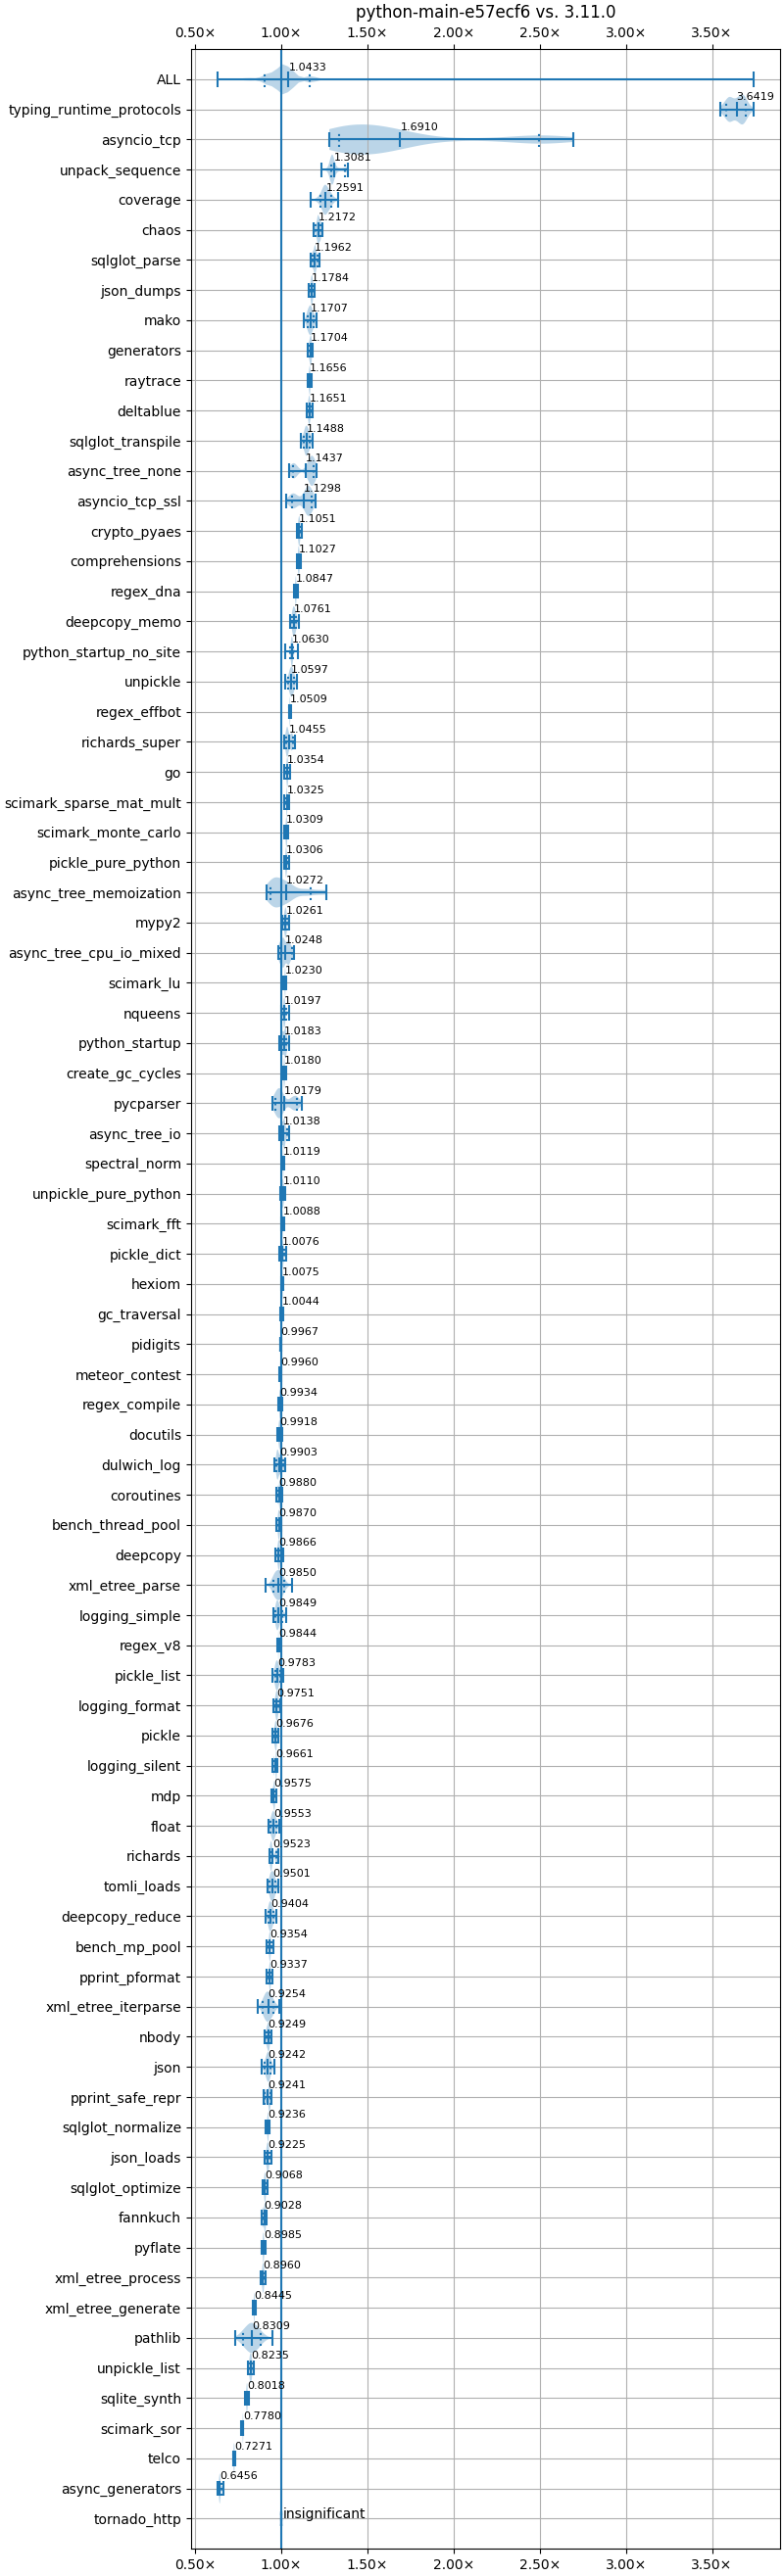 python-main-e57ecf6 vs. 3.11.0
0.50× 1.00× 1.50× 2.00× 2.50× 3.00× 3.50×
ALL 1.0433
typing_runtime_protocols 3.6419
asyncio_tcp 1.6910
unpack_sequence 1.3081
coverage 1.2591
chaos 1.2172
sqlglot_parse 1.1962
json_dumps 1.1784
mako 1.1707
generators 1.1704
raytrace 1.1656
deltablue 1.1651
sqlglot_transpile 1.1488
async_tree_none 1.1437
asyncio_tcp_ssl 1.1298
crypto_pyaes 1.1051
comprehensions 1.1027
regex_dna 1.0847
deepcopy_memo 1.0761
python_startup_no_site 1.0630
unpickle 1.0597
regex_effbot 1.0509
richards_super 1.0455
go 1.0354
scimark_sparse_mat_mult 1.0325
scimark_monte_carlo 1.0309
pickle_pure_python 1.0306
async_tree_memoization 1.0272
mypy2 1.0261
async_tree_cpu_io_mixed 1.0248
scimark_lu 1.0230
nqueens 1.0197
python_startup 1.0183
create_gc_cycles 1.0180
pycparser 1.0179
async_tree_io 1.0138
spectral_norm 1.0119
unpickle_pure_python 1.0110
scimark_fft 1.0088
pickle_dict 1.0076
hexiom 1.0075
gc_traversal 1.0044
pidigits 0.9967
meteor_contest 0.9960
regex_compile 0.9934
docutils 0.9918
dulwich_log 0.9903
coroutines 0.9880
bench_thread_pool 0.9870
deepcopy 0.9866
xml_etree_parse 0.9850
logging_simple 0.9849
regex_v8 0.9844
pickle_list 0.9783
logging_format 0.9751
pickle 0.9676
logging_silent 0.9661
mdp 0.9575
float 0.9553
richards 0.9523
tomli_loads 0.9501
deepcopy_reduce 0.9404
bench_mp_pool 0.9354
pprint_pformat 0.9337
xml_etree_iterparse 0.9254
nbody 0.9249
json 0.9242
pprint_safe_repr 0.9241
sqlglot_normalize 0.9236
json_loads 0.9225
sqlglot_optimize 0.9068
fannkuch 0.9028
pyflate 0.8985
xml_etree_process 0.8960
xml_etree_generate 0.8445
pathlib 0.8309
unpickle_list 0.8235
sqlite_synth 0.8018
scimark_sor 0.7780
telco 0.7271
async_generators 0.6456
tornado_http insignificant
0.50× 1.00× 1.50× 2.00× 2.50× 3.00× 3.50×